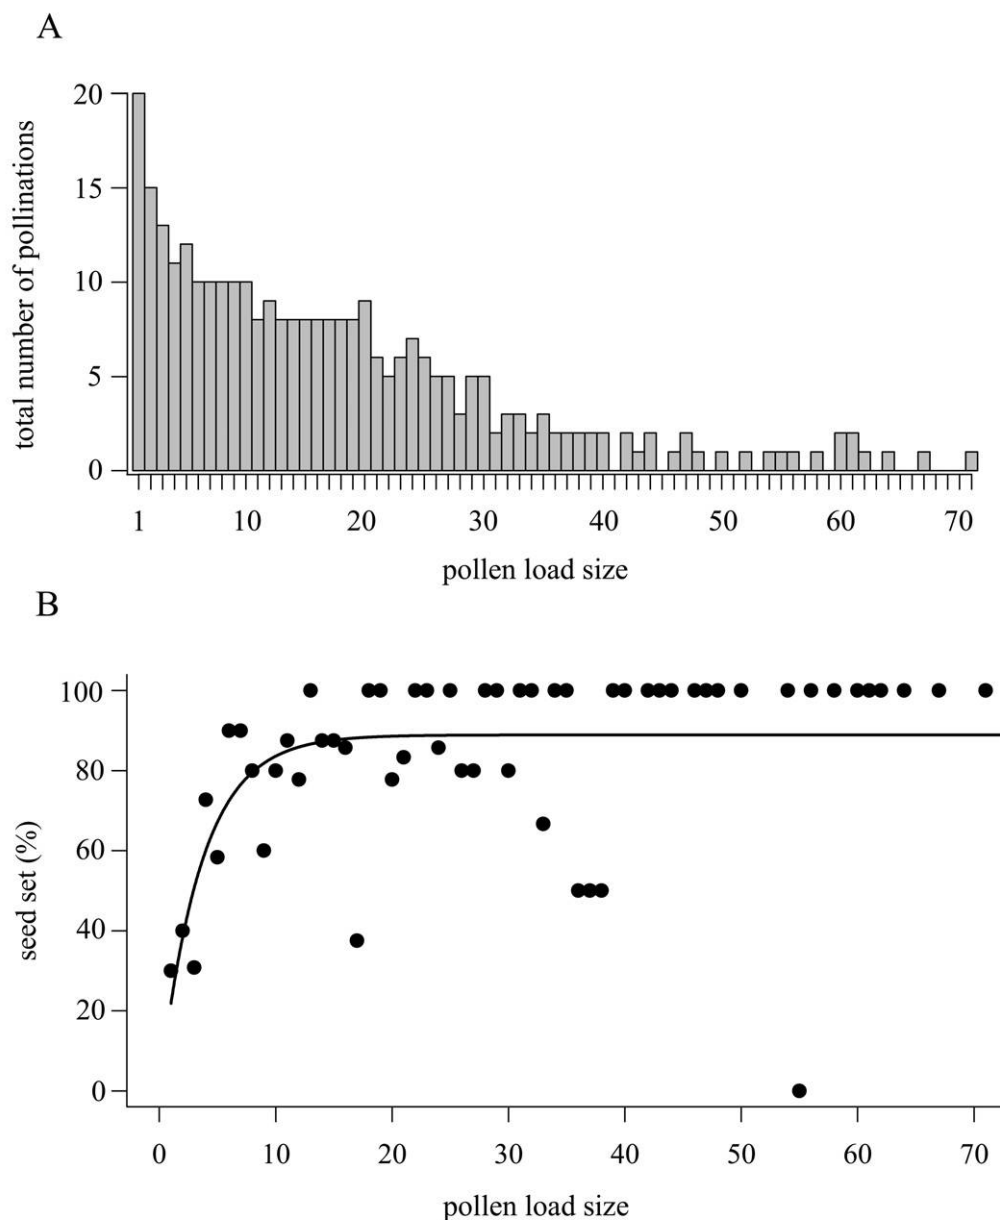 A
20
15
10
5
0
total number of pollinations
1 10 20 30 40 50 60 70
pollen load size
B
100
80
60
40
20
0
seed set (%)
0 10 20 30 40 50 60 70
pollen load size